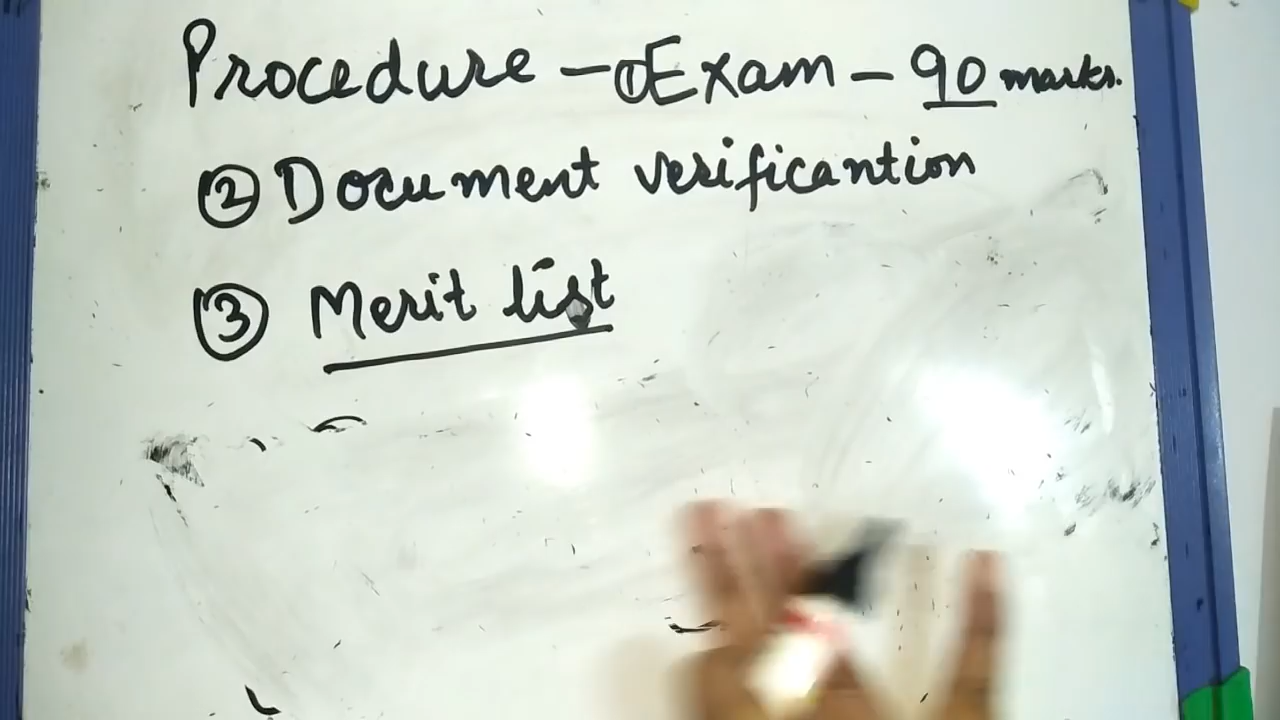 Procedure - ①Exam - 90 marks.
② Document verificantion
③ Merit list